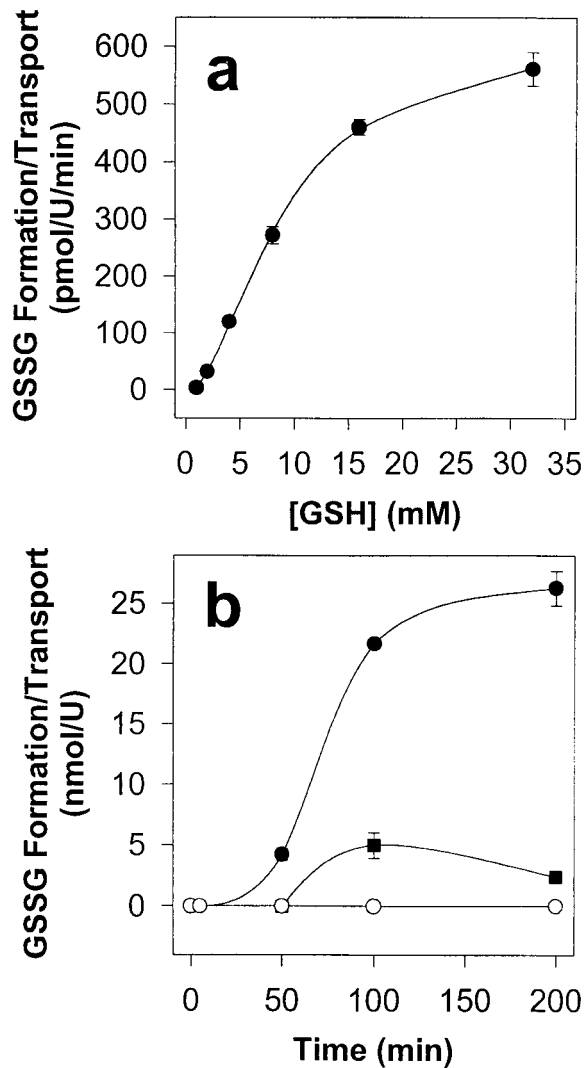 a
GSSG Formation/Transport
(pmol/U/min)
600
500
400
300
200
100
0
0 5 10 15 20 25 30 35
[GSH] (mM)
b
GSSG Formation/Transport
(nmol/U)
25
20
15
10
5
0
0 50 100 150 200
Time (min)